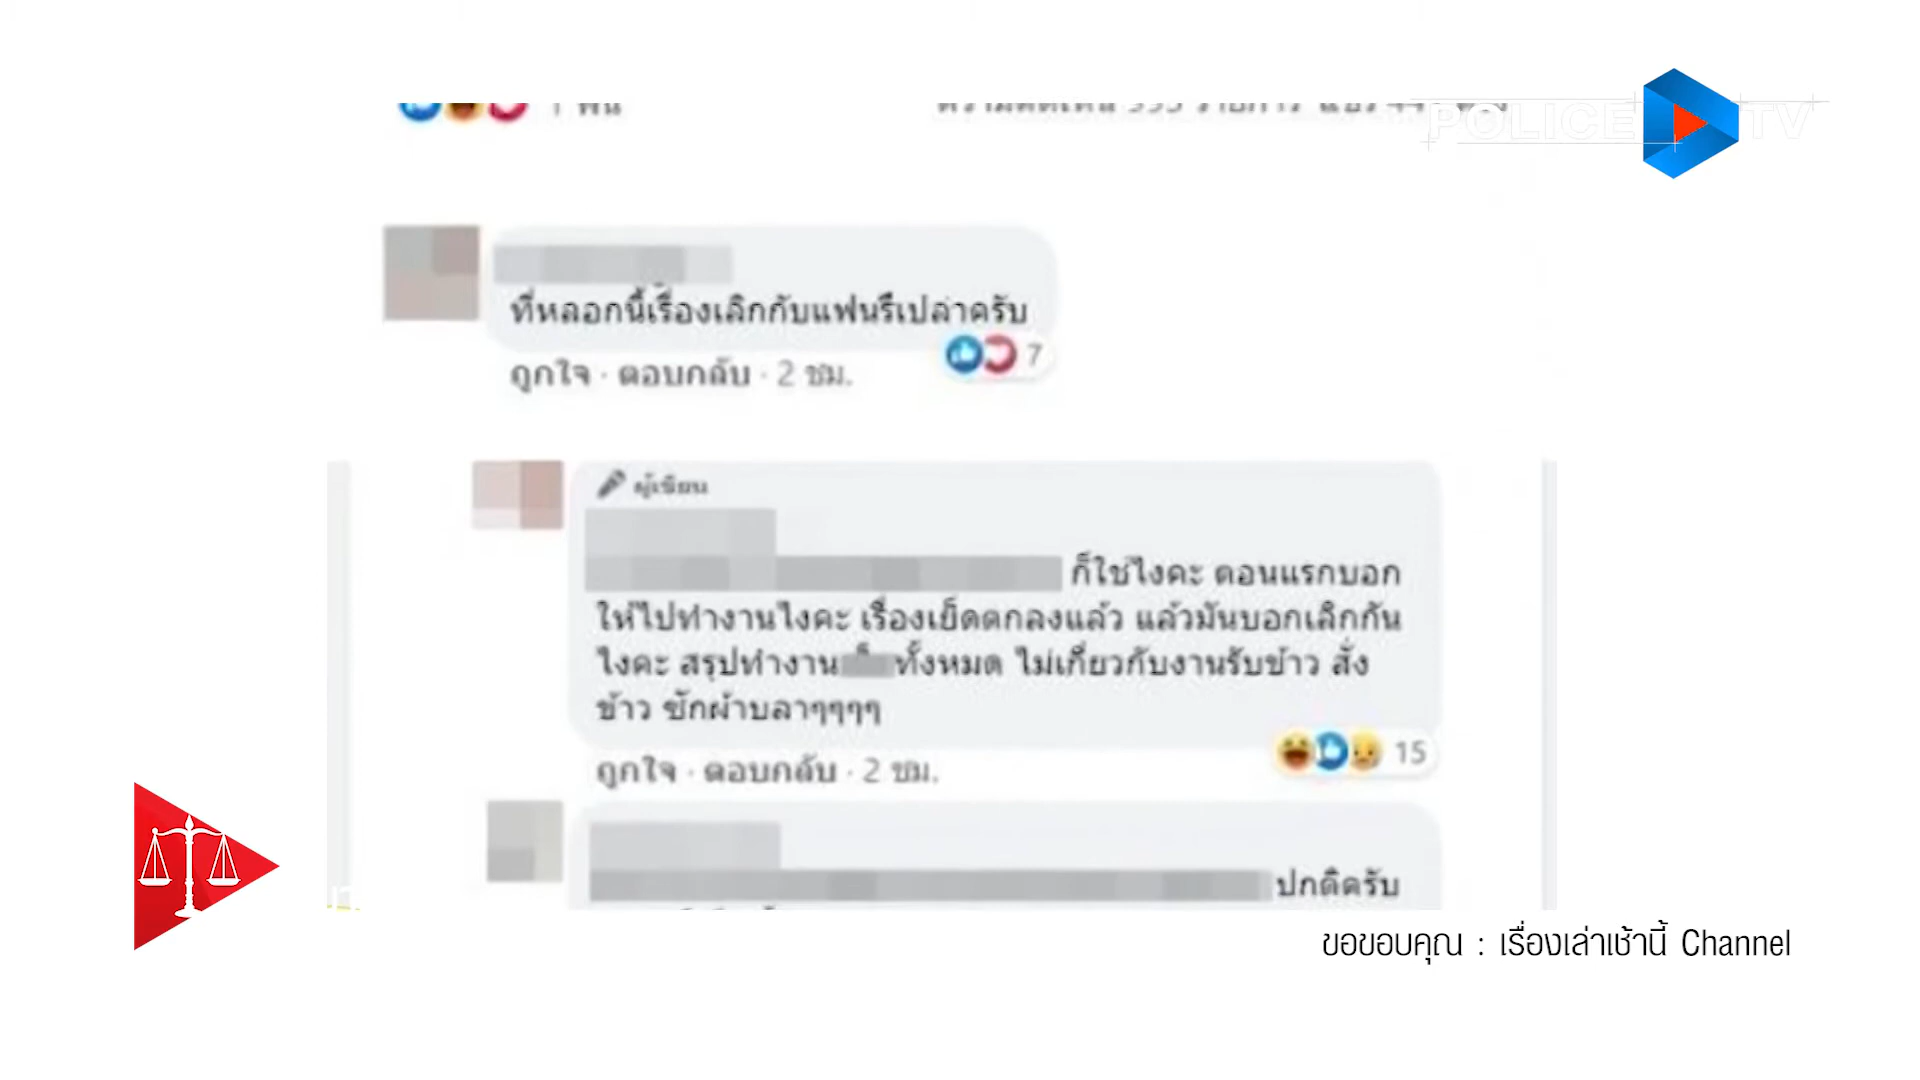 1 พัน
POLICE TV
ที่หลอกนี้เรื่องเลิกกับแฟนรึเปล่าครับ
7
ถูกใจ · ตอบกลับ · 2 ชม.
ผู้เขียน
ก็ใช่ไงคะ ตอนแรกบอก
ให้ไปทำงานไงคะ เรื่องเย็ดตกลงแล้ว แล้วมันบอกเลิกกัน
ไงคะ สรุปทำงาน ทั้งหมด ไม่เกี่ยวกับงานรับข้าว สั่ง
ข้าว ซักผ้าบลาๆๆๆๆ
15
ถูกใจ · ตอบกลับ · 2 ชม.
ปกติครับ
ขอขอบคุณ : เรื่องเล่าเช้านี้ Channel